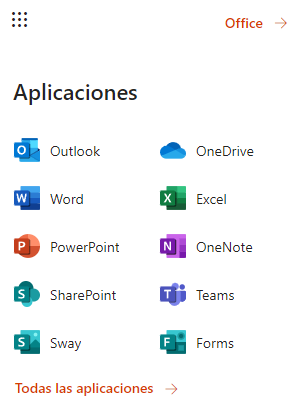 Office →
Aplicaciones
Outlook OneDrive
Word Excel
PowerPoint OneNote
SharePoint Teams
Sway Forms
Todas las aplicaciones →